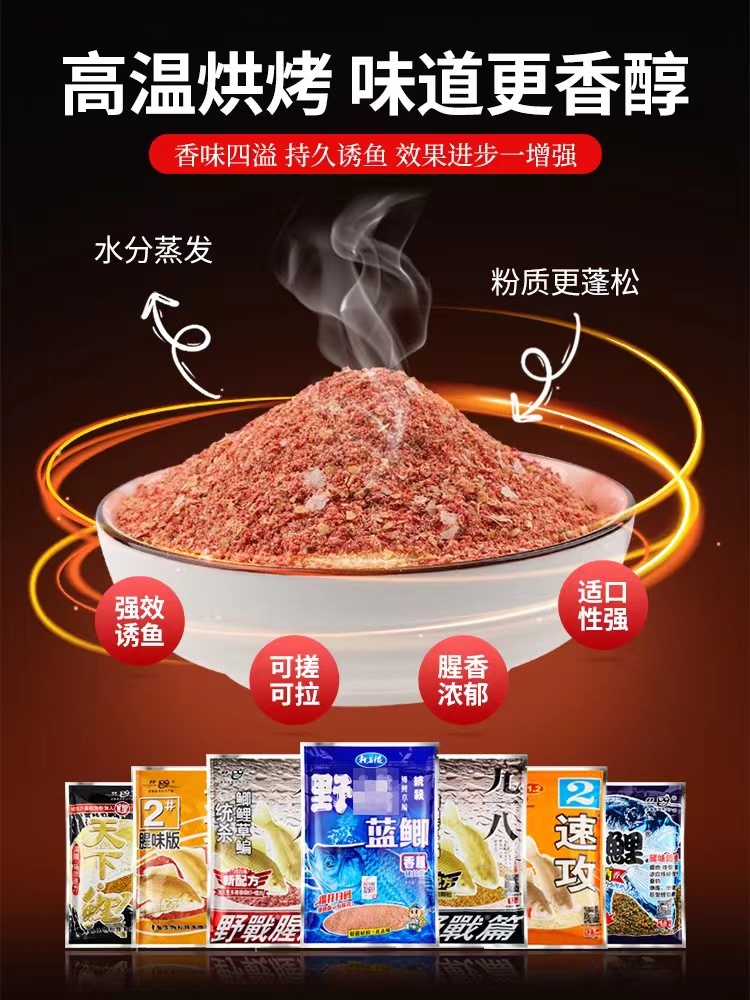 高温烘烤 味道更香醇
香味四溢 持久诱鱼 效果进步一增强
水分蒸发
粉质更蓬松
强效
诱鱼
可搓
可拉
腥香
浓郁
适口
性强
天下鲤
2#
腥味版
鲫鲤草鳊
统杀
新配方
野戰腥
野
蓝鲫
香腥
九一八
戰篇
2
速攻
鲤